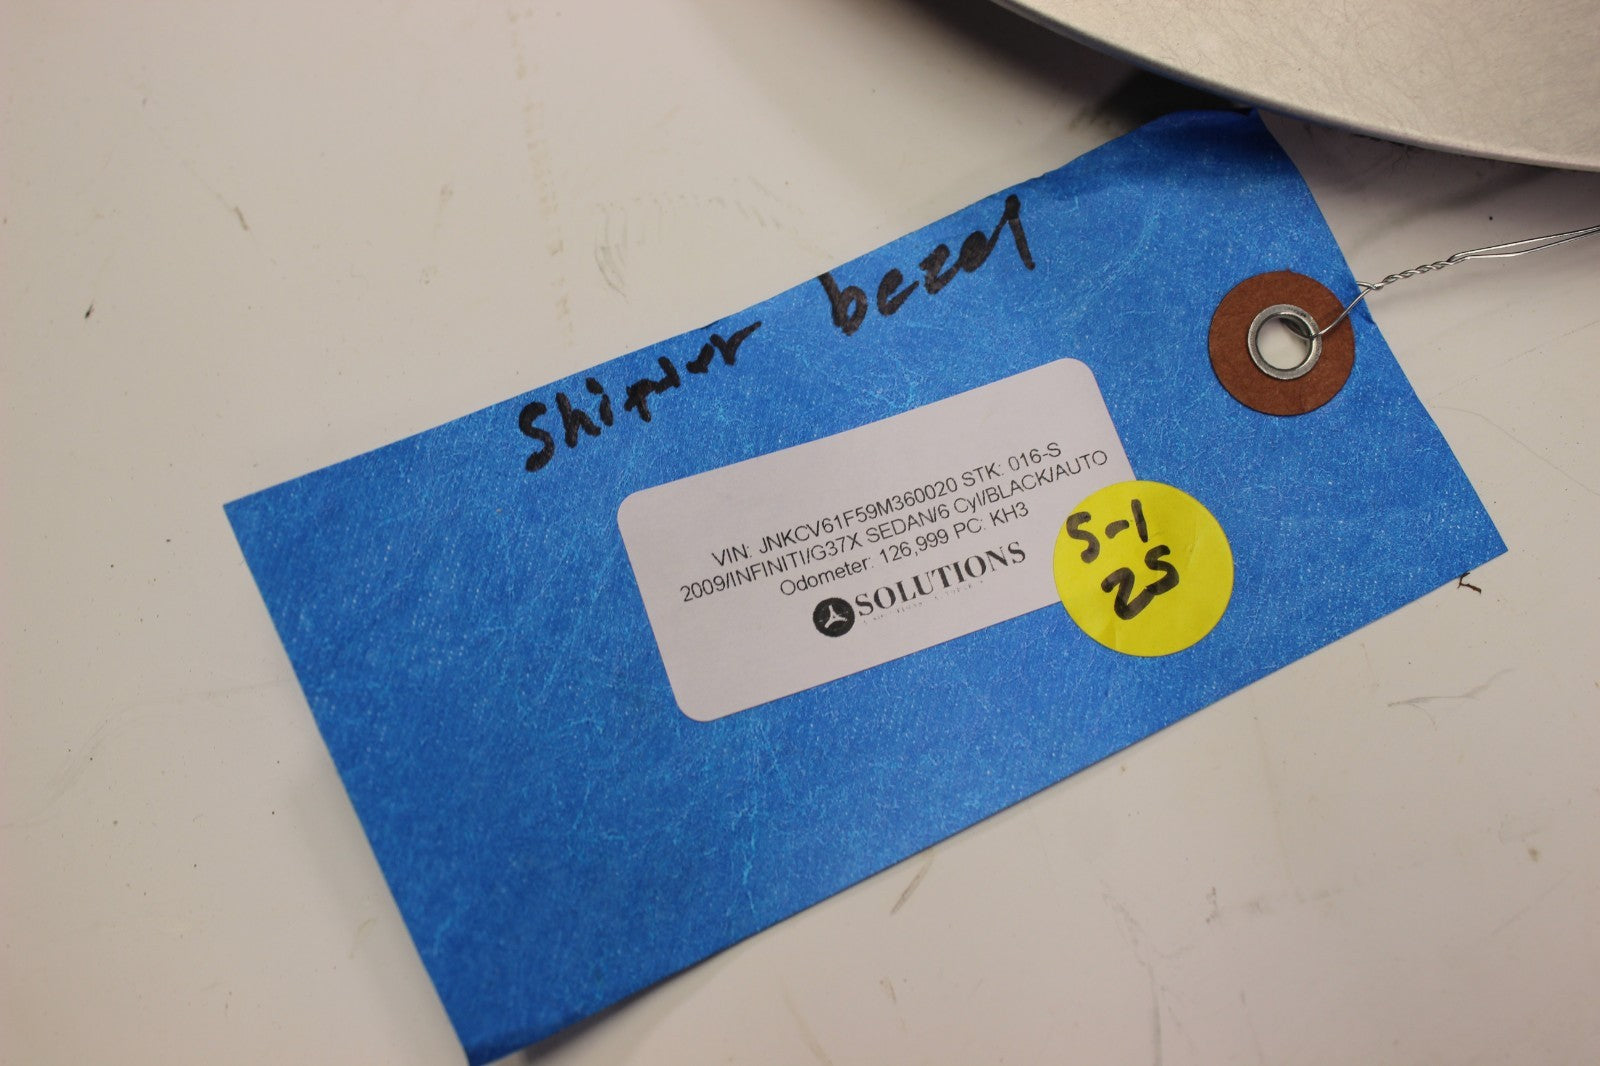 bezel
VIN: JNKCV61F59M360020 STK: 016-S
2009/INFINITI/G37X SEDAN/6 Cyl/BLACK/AUTO
Odometer: 126,999 PC: KH3
SOLUTIONS
S-1
25